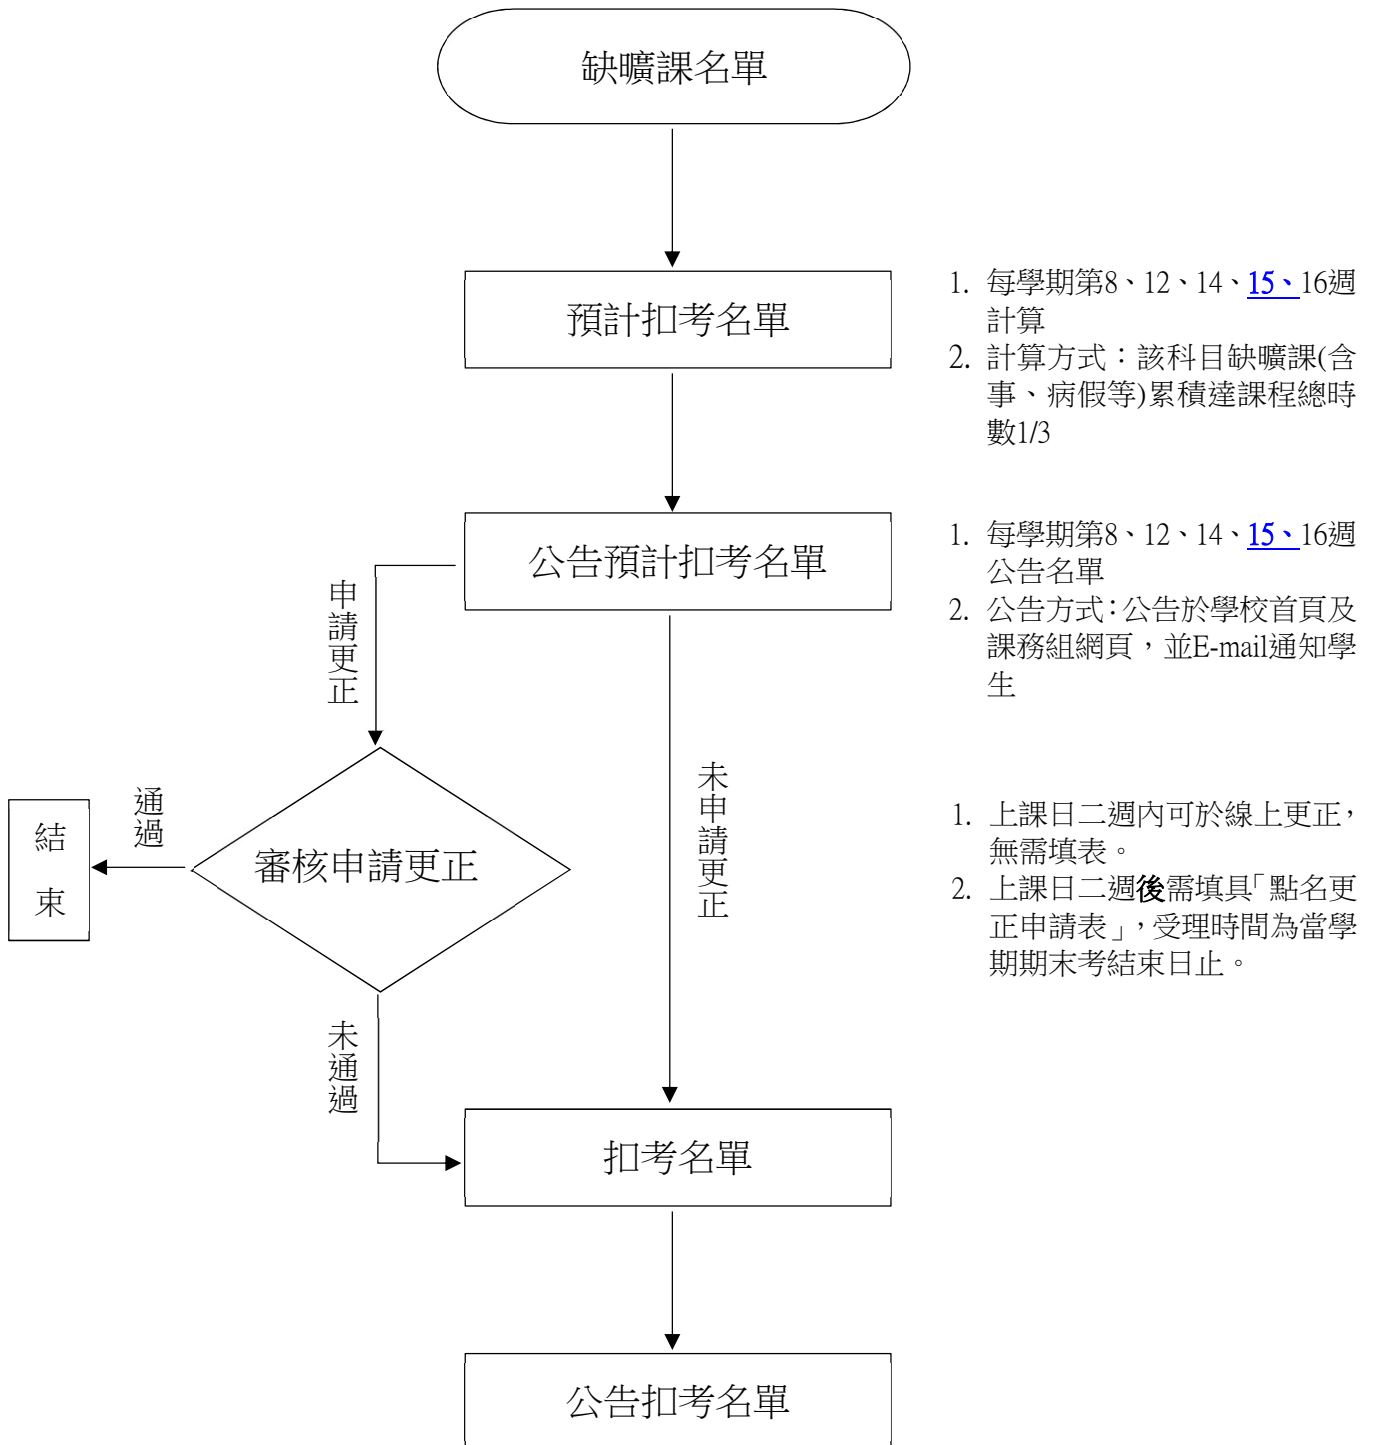 缺曠課名單
預計扣考名單
1. 每學期第8、12、14、15、16週
計算
2. 計算方式：該科目缺曠課(含
事、病假等)累積達課程總時
數1/3
公告預計扣考名單
1. 每學期第8、12、14、15、16週
公告名單
2. 公告方式：公告於學校首頁及
課務組網頁，並E-mail通知學
生
申請更正
未申請更正
通過
結
束
審核申請更正
1. 上課日二週內可於線上更正，
無需填表。
2. 上課日二週後需填具「點名更
正申請表」，受理時間為當學
期期末考結束日止。
未通過
扣考名單
公告扣考名單